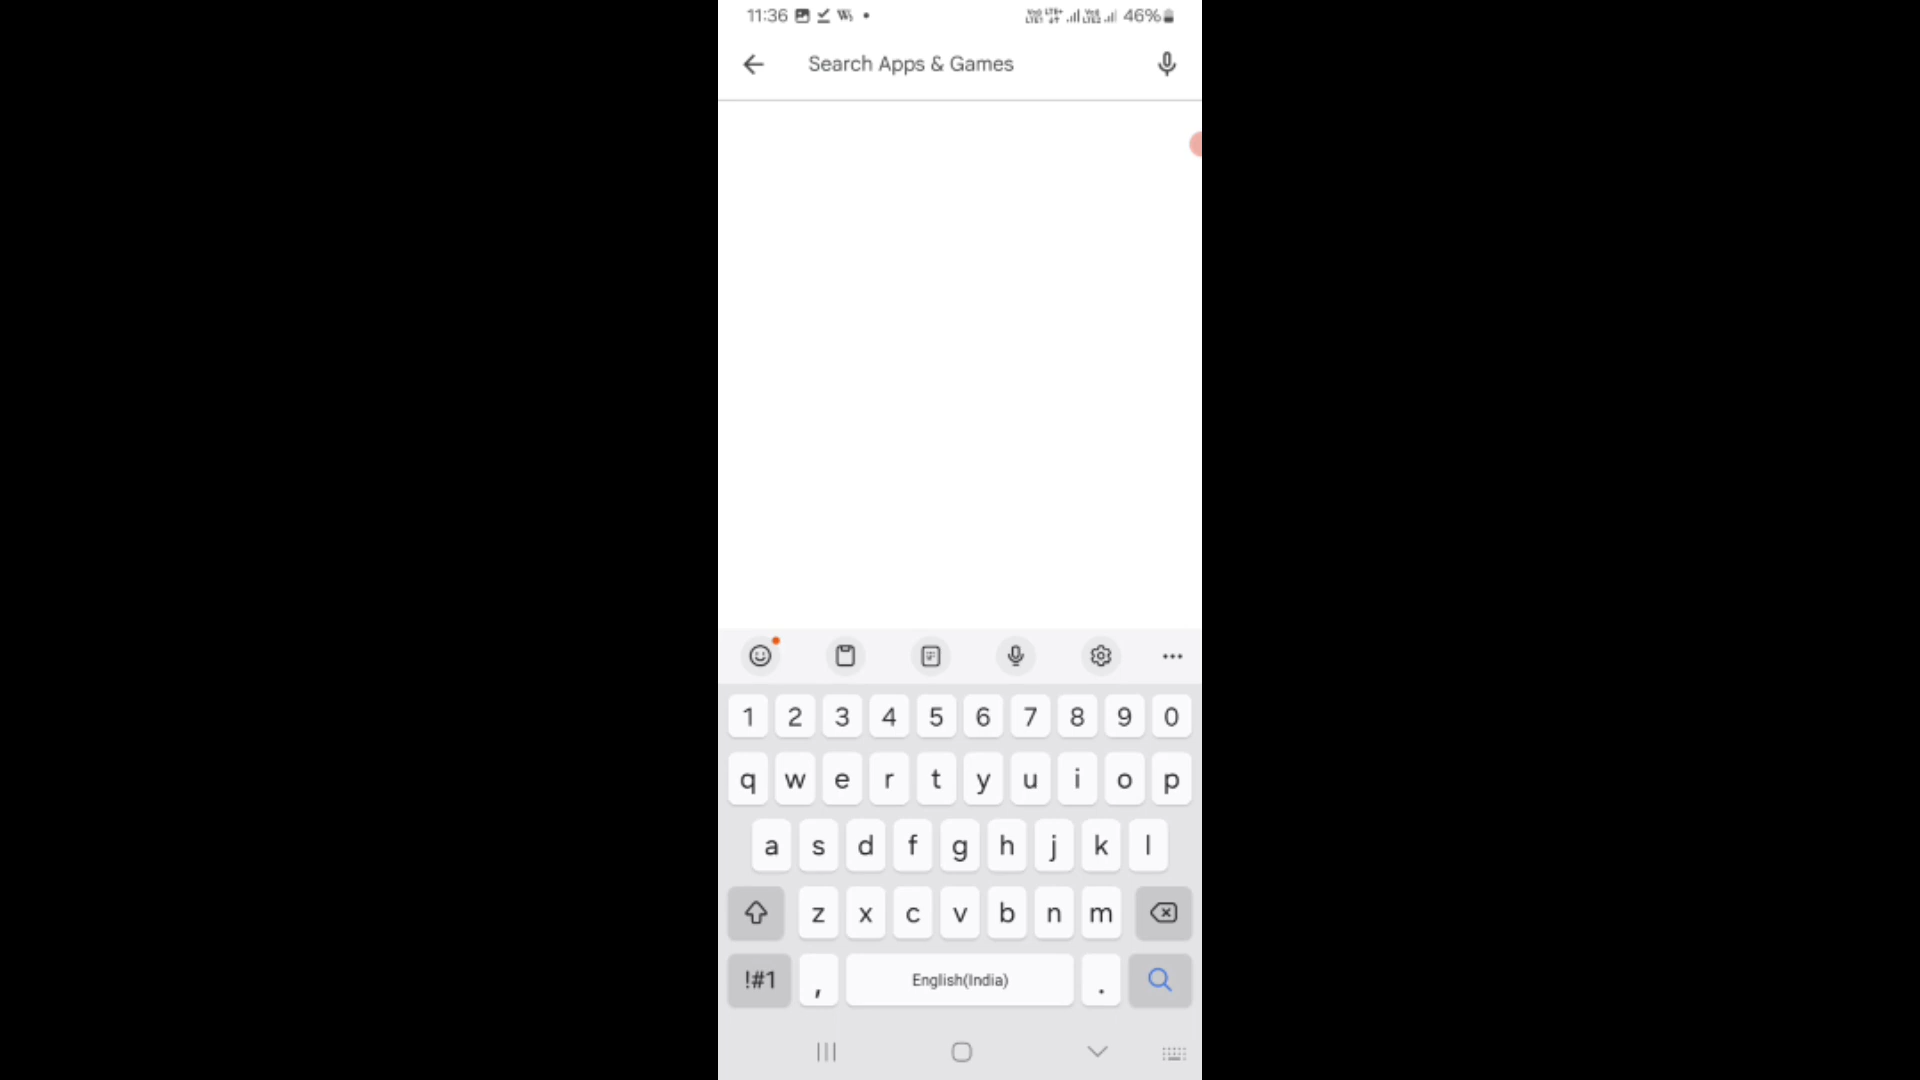 11:36 46%
Search Apps & Games
1 2 3 4 5 6 7 8 9 0
q w e r t y u i o p
a s d f g h j k l
z x c v b n m
!#1 , English(India) .